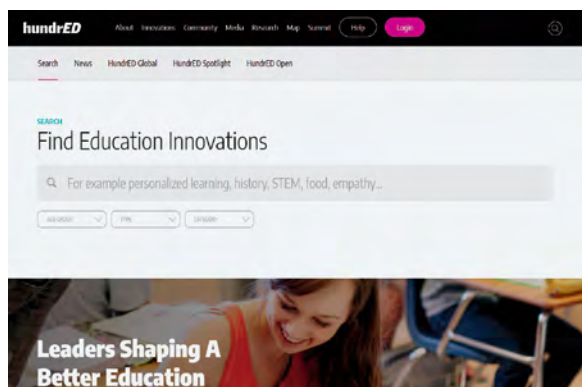 hundrED About Innovations Community Media Research Map Summit Help Login
Search News HundrED Global HundrED Spotlight HundrED Open
SEARCH
Find Education Innovations
For example personalized learning, history, STEM, food, empathy...
Leaders Shaping A
Better Education